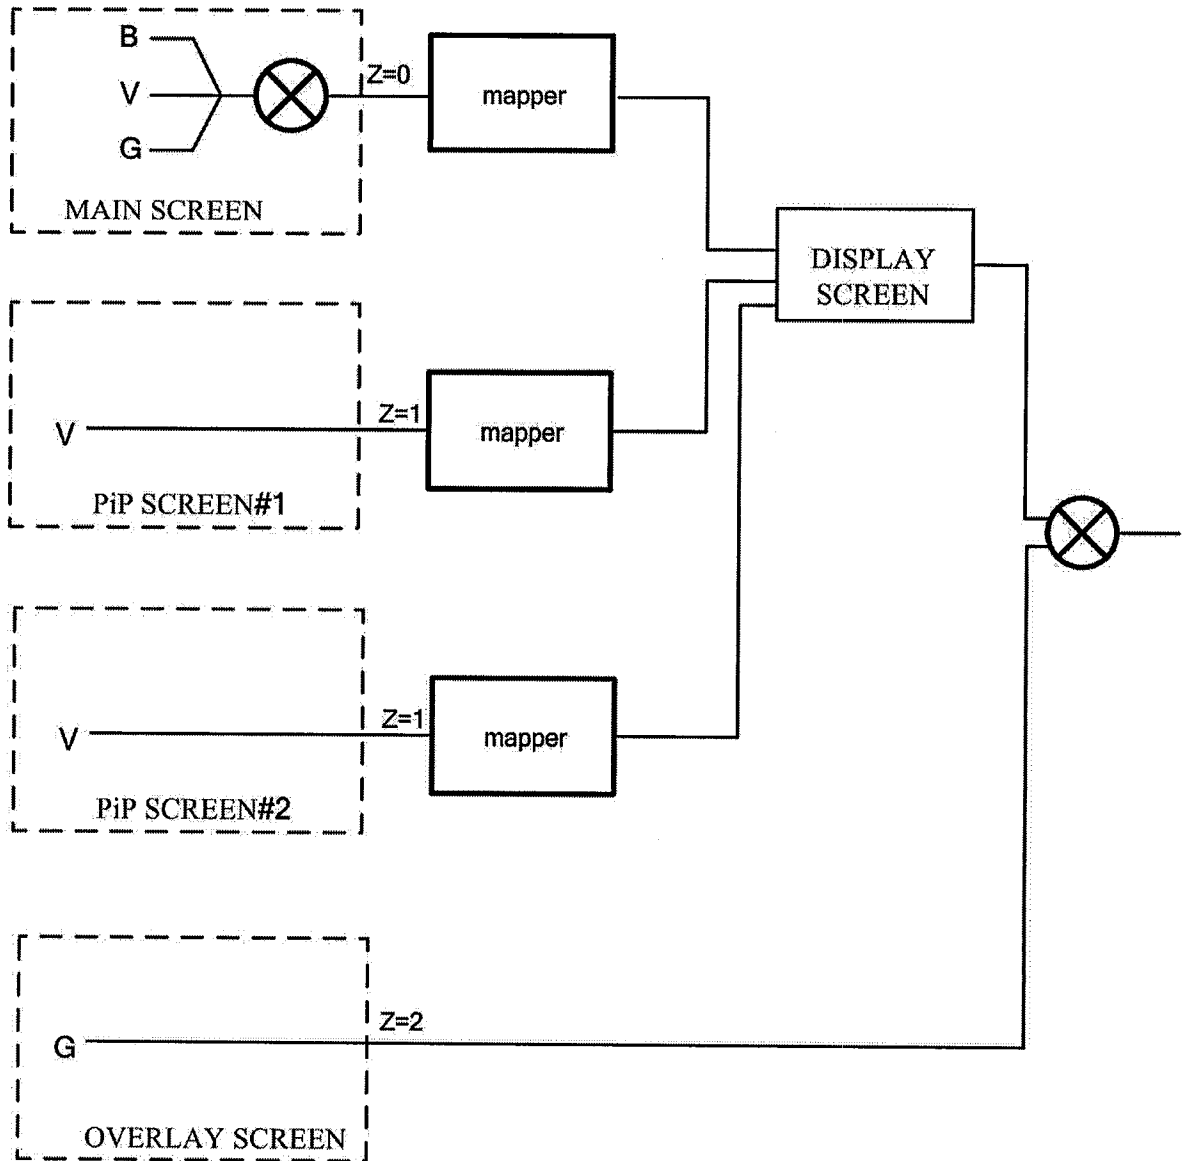 B
V
G
Z=0
mapper
MAIN SCREEN
DISPLAY
SCREEN
V
Z=1
mapper
PiP SCREEN#1
V
Z=1
mapper
PiP SCREEN#2
G
Z=2
OVERLAY SCREEN